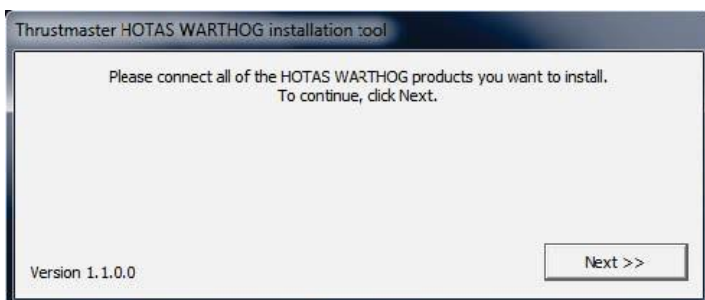 Thrustmaster HOTAS WARTHOG installation tool
Please connect all of the HOTAS WARTHOG products you want to install.
To continue, click Next.
Version 1.1.0.0
Next >>